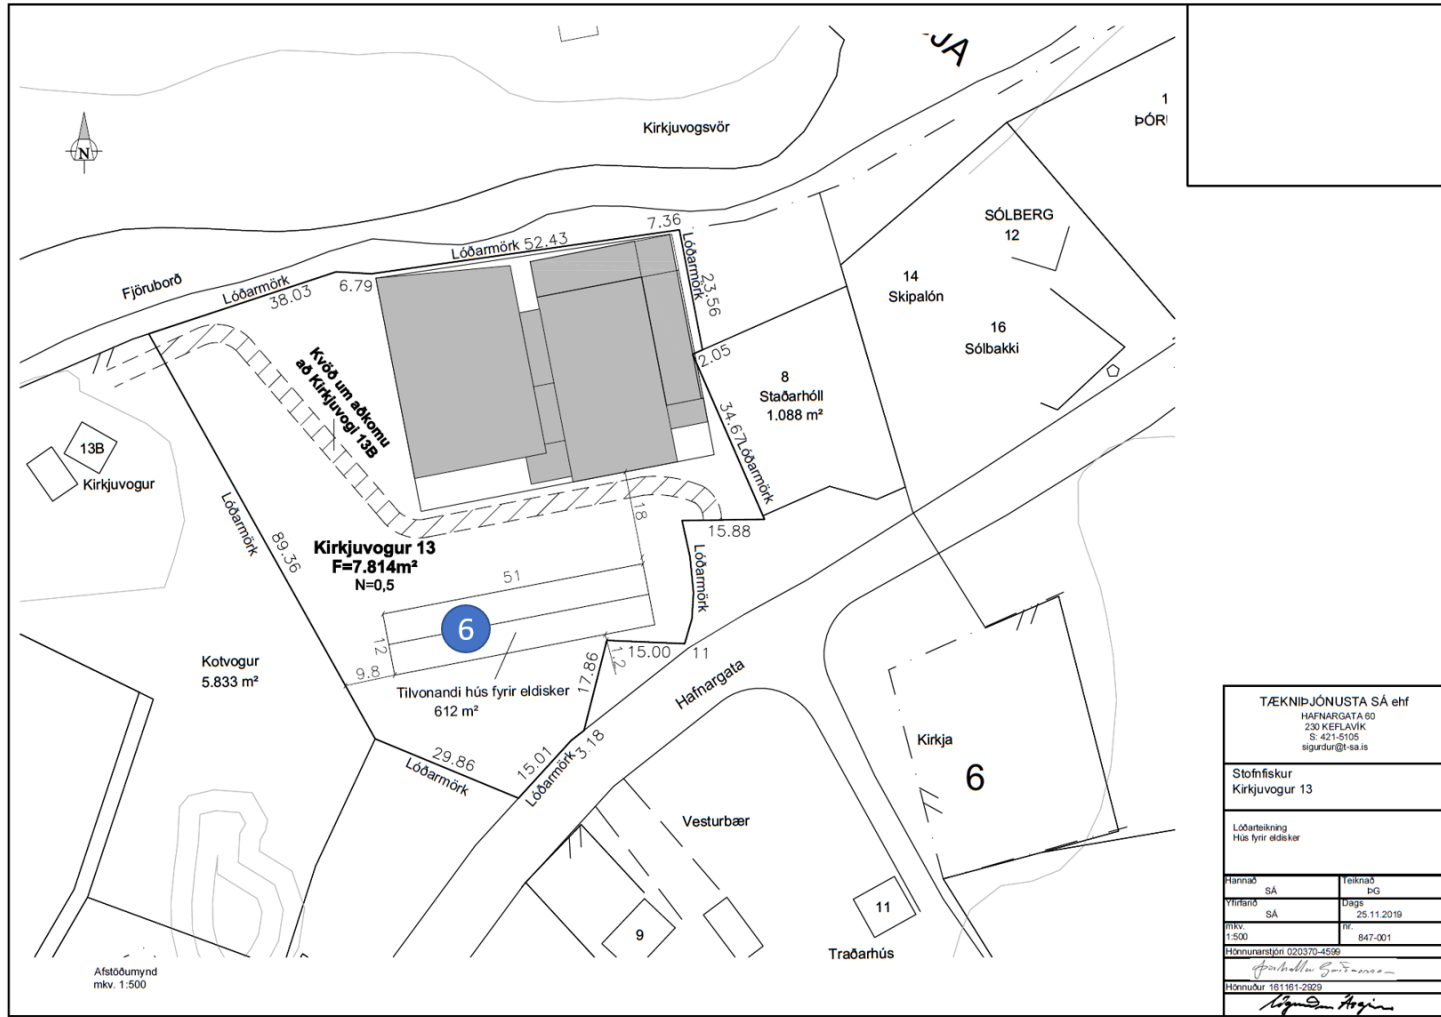 JA
Kirkjuvogsvör
1
ÞÓR
N
SÓLBERG
12
7.36
Lóðarmörk 52.43
Lóðarmörk
23.56
Fjöruborð
Lóðarmörk
38.03
6.79
14
Skipalón
16
Sólbakki
Kvöð um aðkomu
að Kirkjuvogi 13B
2.05
8
Staðarhóll
1.088 m²
34.67 Lóðarmörk
13B
Kirkjuvogur
Lóðarmörk
89.36
18
15.88
Kirkjuvogur 13
F=7.814m²
N=0,5
51
Lóðarmörk
6
12
9.8
Kotvogur
5.833 m²
17.86
1.2
15.00
11
Hafnargata
Tilvonandi hús fyrir eldisker
612 m²
29.86
Lóðarmörk
15.01
Lóðarmörk
3.18
Kirkja
6
Vesturbær
9
11
Traðarhús
Afstöðumynd
mkv. 1:500
TÆKNIÞJÓNUSTA SÁ ehf
HAFNARGATA 60
230 KEFLAVÍK
S: 421-5105
sigurdur@t-sa.is
Stofnfiskur
Kirkjuvogur 13
Lóðarteikning
Hús fyrir eldisker
Hannað
SÁ
Teiknað
ÞG
Yfirfarið
SÁ
Dags
25.11.2019
mkv.
1:500
nr.
847-001
Hönnunarstjóri 020370-4599
Hönnuður 161161-2929